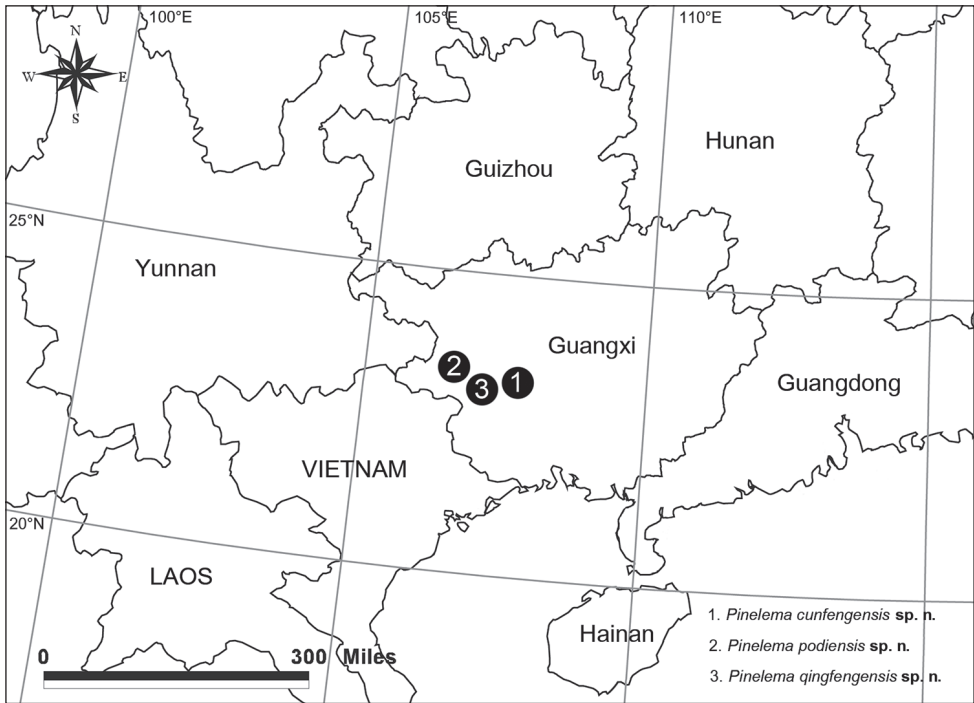 100°E
105°E
110°E
N
W E
S
Hunan
Guizhou
25°N
Yunnan
Guangxi
2
3
1
Guangdong
VIETNAM
20°N
LAOS
1. Pinelema cunfengensis sp. n.
Hainan
2. Pinelema podiensis sp. n.
0 300 Miles
3. Pinelema qingfengensis sp. n.